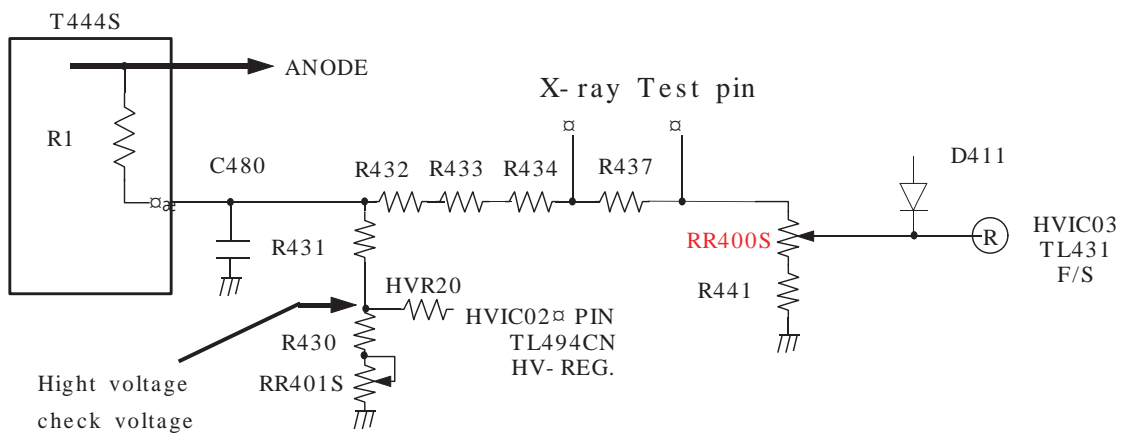 T444S
ANODE
X-ray Test pin
¤ ¤
R1
C480
R432 R433 R434 R437
D411
¤æ
R431
RR400S
R
HVIC03
TL431
F/S
R441
HVR20
HVIC02¤ PIN
TL494CN
HV-REG.
R430
RR401S
Hight voltage
check voltage